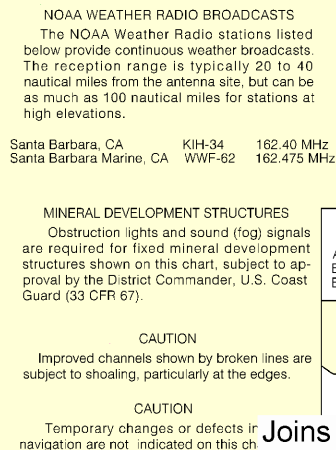 NOAA WEATHER RADIO BROADCASTS
The NOAA Weather Radio stations listed
below provide continuous weather broadcasts.
The reception range is typically 20 to 40
nautical miles from the antenna site, but can be
as much as 100 nautical miles for stations at
high elevations.
Santa Barbara, CA KIH-34 162.40 MHz
Santa Barbara Marine, CA WWF-62 162.475 MHz
MINERAL DEVELOPMENT STRUCTURES
Obstruction lights and sound (fog) signals
are required for fixed mineral development
structures shown on this chart, subject to ap-
proval by the District Commander, U.S. Coast
Guard (33 CFR 67).
CAUTION
Improved channels shown by broken lines are
subject to shoaling, particularly at the edges.
CAUTION
Temporary changes or defects in
navigation are not indicated on this ch
Joins